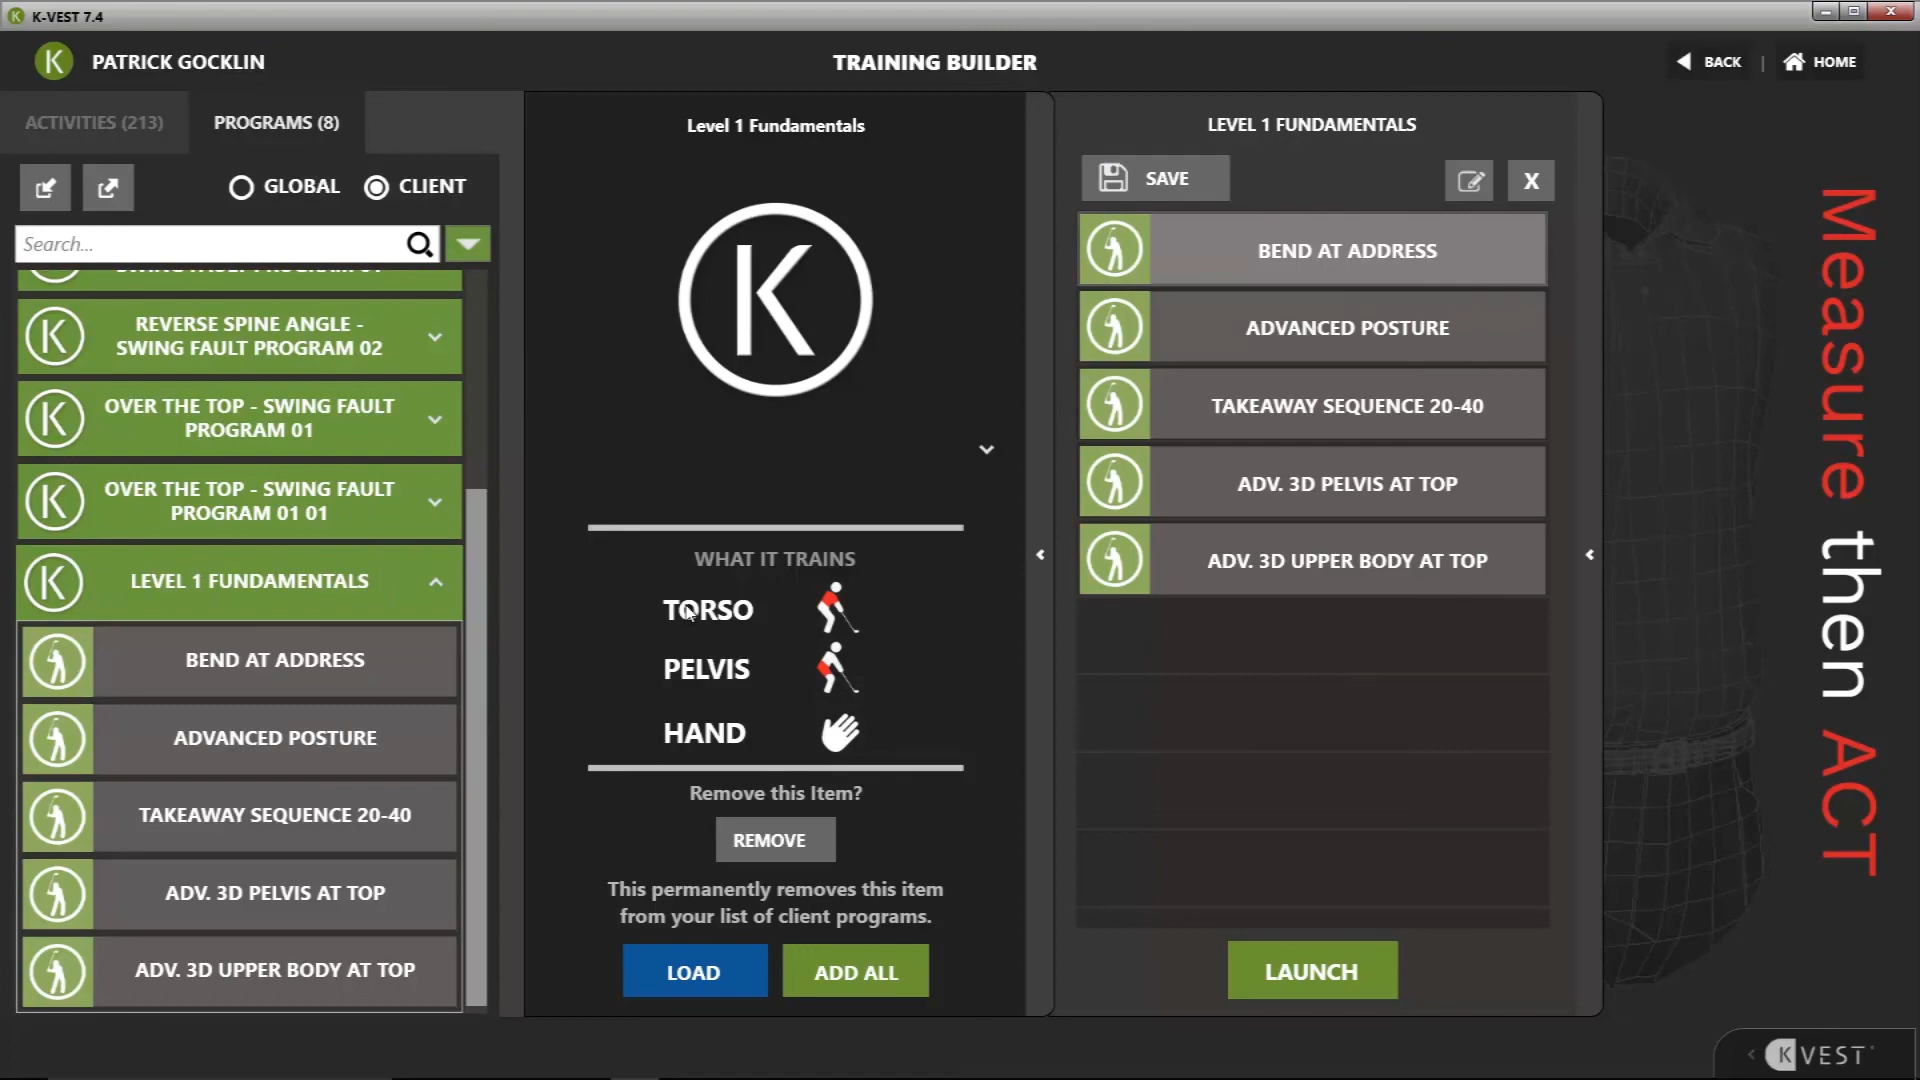 K-VEST 7.4
PATRICK GOCKLIN
TRAINING BUILDER
BACK | HOME
ACTIVITIES (213)
PROGRAMS (8)
GLOBAL
CLIENT
Search...
REVERSE SPINE ANGLE -
SWING FAULT PROGRAM 02
OVER THE TOP - SWING FAULT
PROGRAM 01
OVER THE TOP - SWING FAULT
PROGRAM 01 01
LEVEL 1 FUNDAMENTALS
BEND AT ADDRESS
ADVANCED POSTURE
TAKEAWAY SEQUENCE 20-40
ADV. 3D PELVIS AT TOP
ADV. 3D UPPER BODY AT TOP
Level 1 Fundamentals
K
WHAT IT TRAINS
TORSO
PELVIS
HAND
Remove this Item?
REMOVE
This permanently removes this item
from your list of client programs.
LOAD
ADD ALL
LEVEL 1 FUNDAMENTALS
SAVE
X
BEND AT ADDRESS
ADVANCED POSTURE
TAKEAWAY SEQUENCE 20-40
ADV. 3D PELVIS AT TOP
ADV. 3D UPPER BODY AT TOP
LAUNCH
Measure then ACT
K VEST